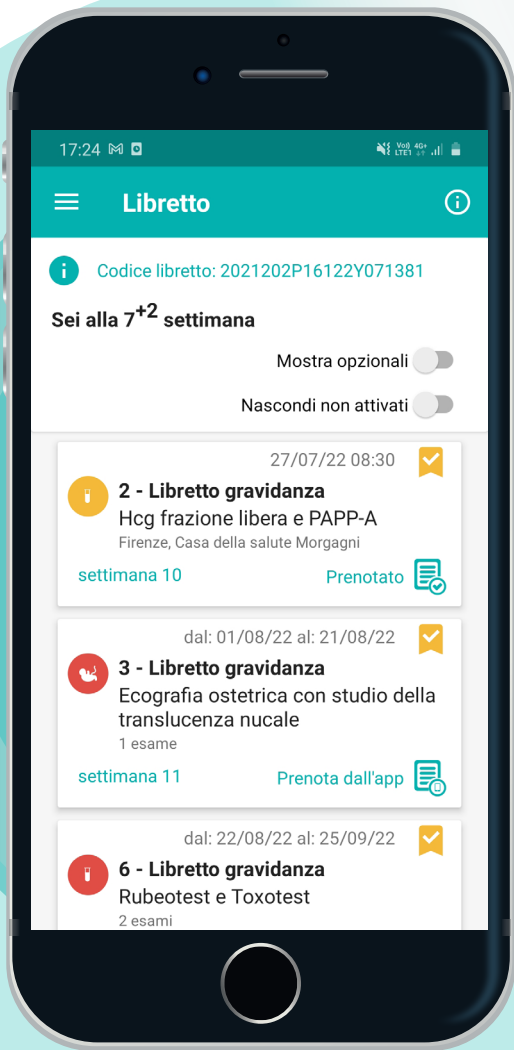 17:24
Vo)) 4G+
LTE1
Libretto
Codice libretto: 2021202P16122Y071381
Sei alla 7+2 settimana
Mostra opzionali
Nascondi non attivati
27/07/22 08:30
2 - Libretto gravidanza
Hcg frazione libera e PAPP-A
Firenze, Casa della salute Morgagni
settimana 10
Prenotato
dal: 01/08/22 al: 21/08/22
3 - Libretto gravidanza
Ecografia ostetrica con studio della
translucenza nucale
1 esame
settimana 11
Prenota dall'app
dal: 22/08/22 al: 25/09/22
6 - Libretto gravidanza
Rubeotest e Toxotest
2 esami